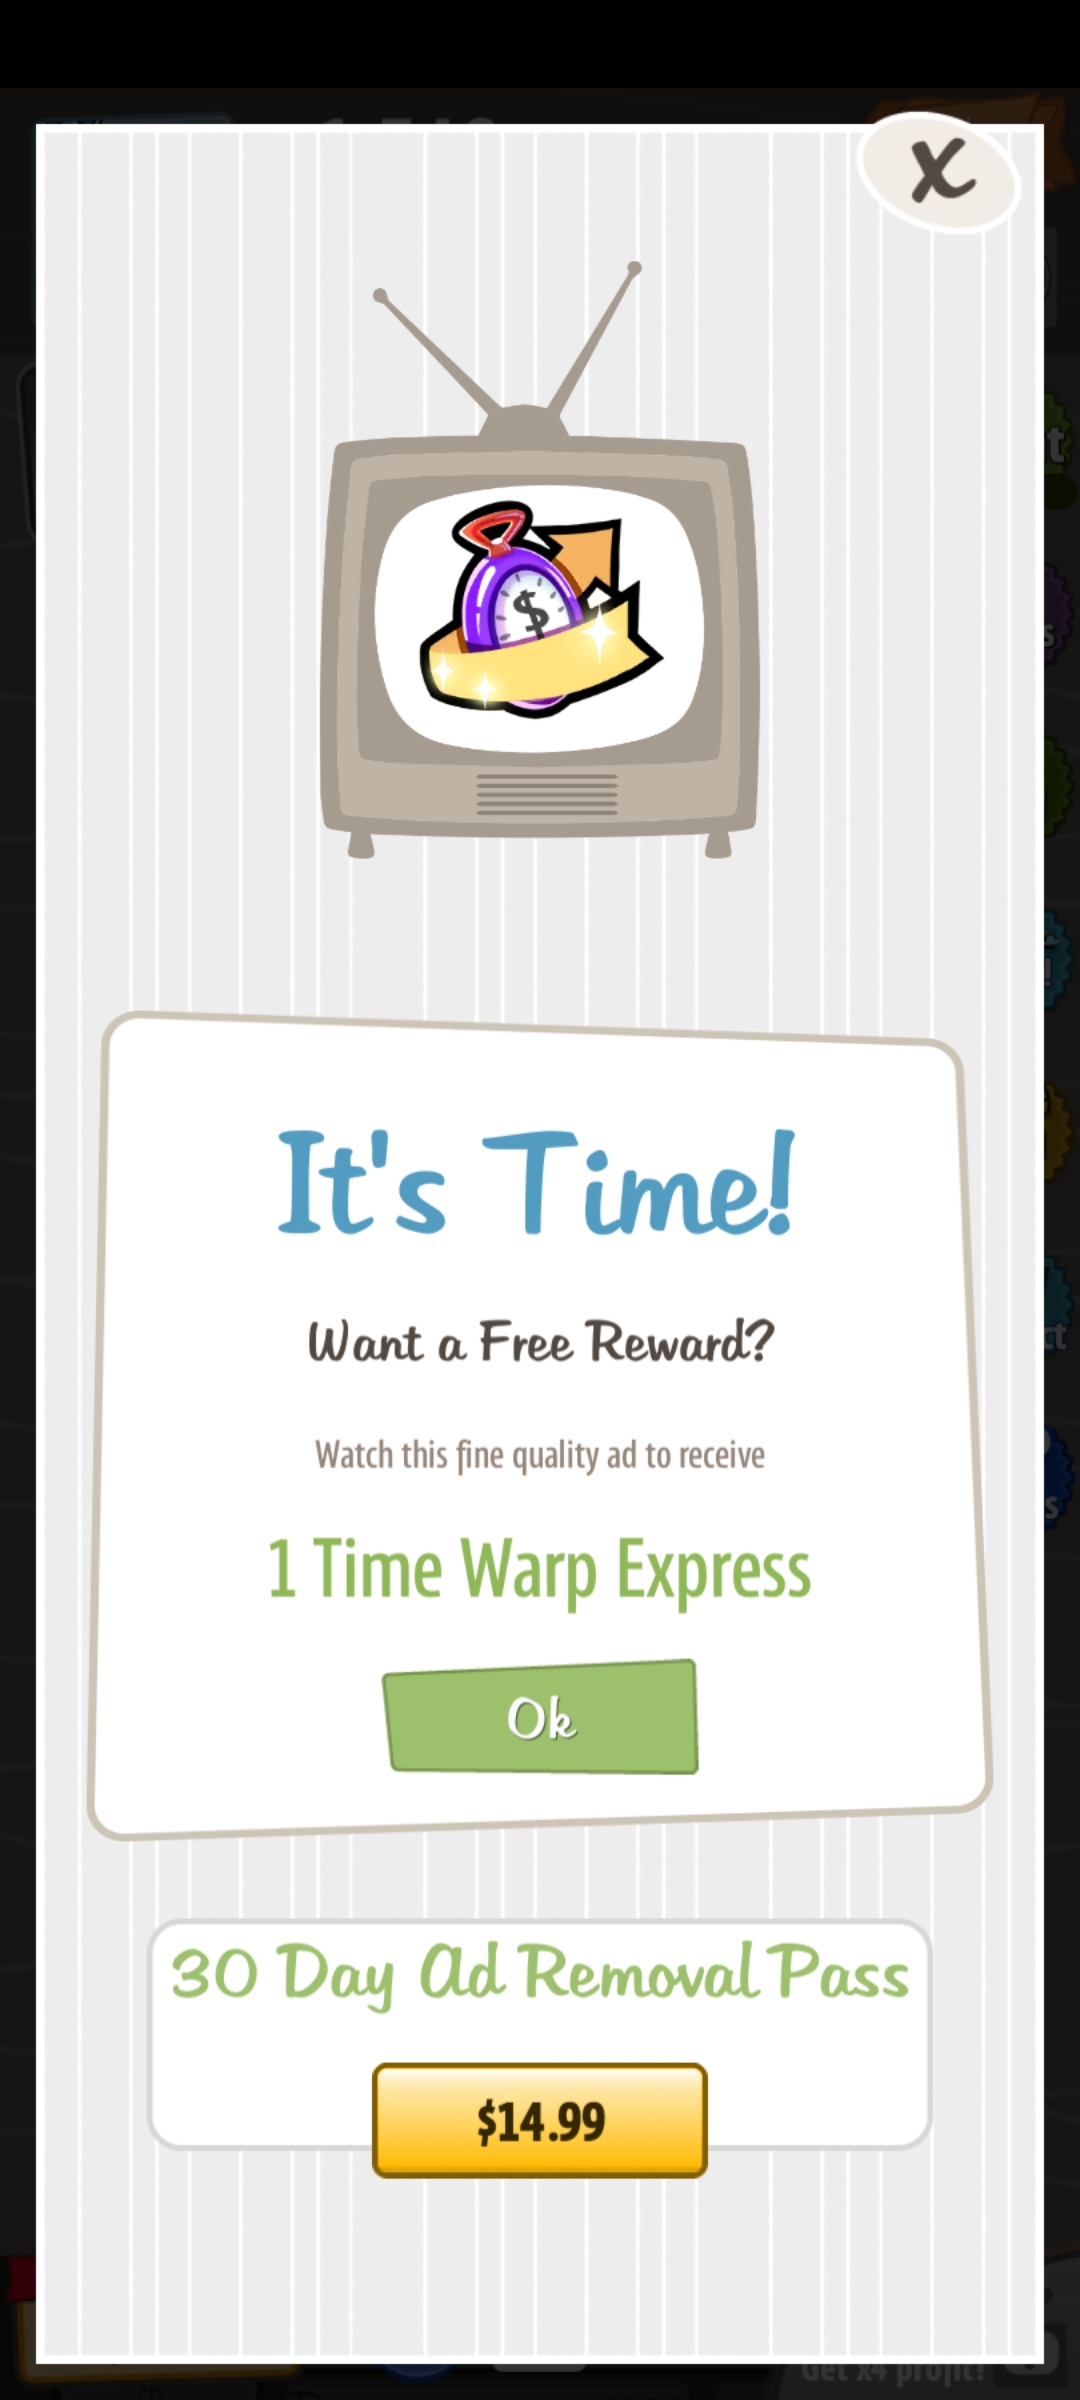 x
$
It's Time!
Want a Free Reward?
Watch this fine quality ad to receive
1 Time Warp Express
Ok
30 Day Ad Removal Pass
$14.99
Get x4 profit!